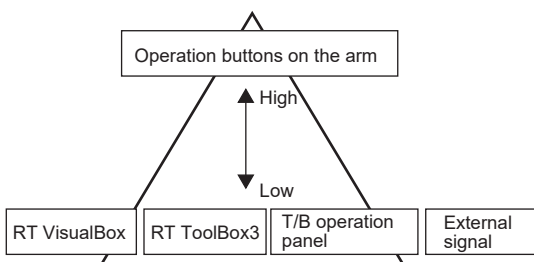 Operation buttons on the arm
High
Low
RT VisualBox
RT ToolBox3
T/B operation
panel
External
signal